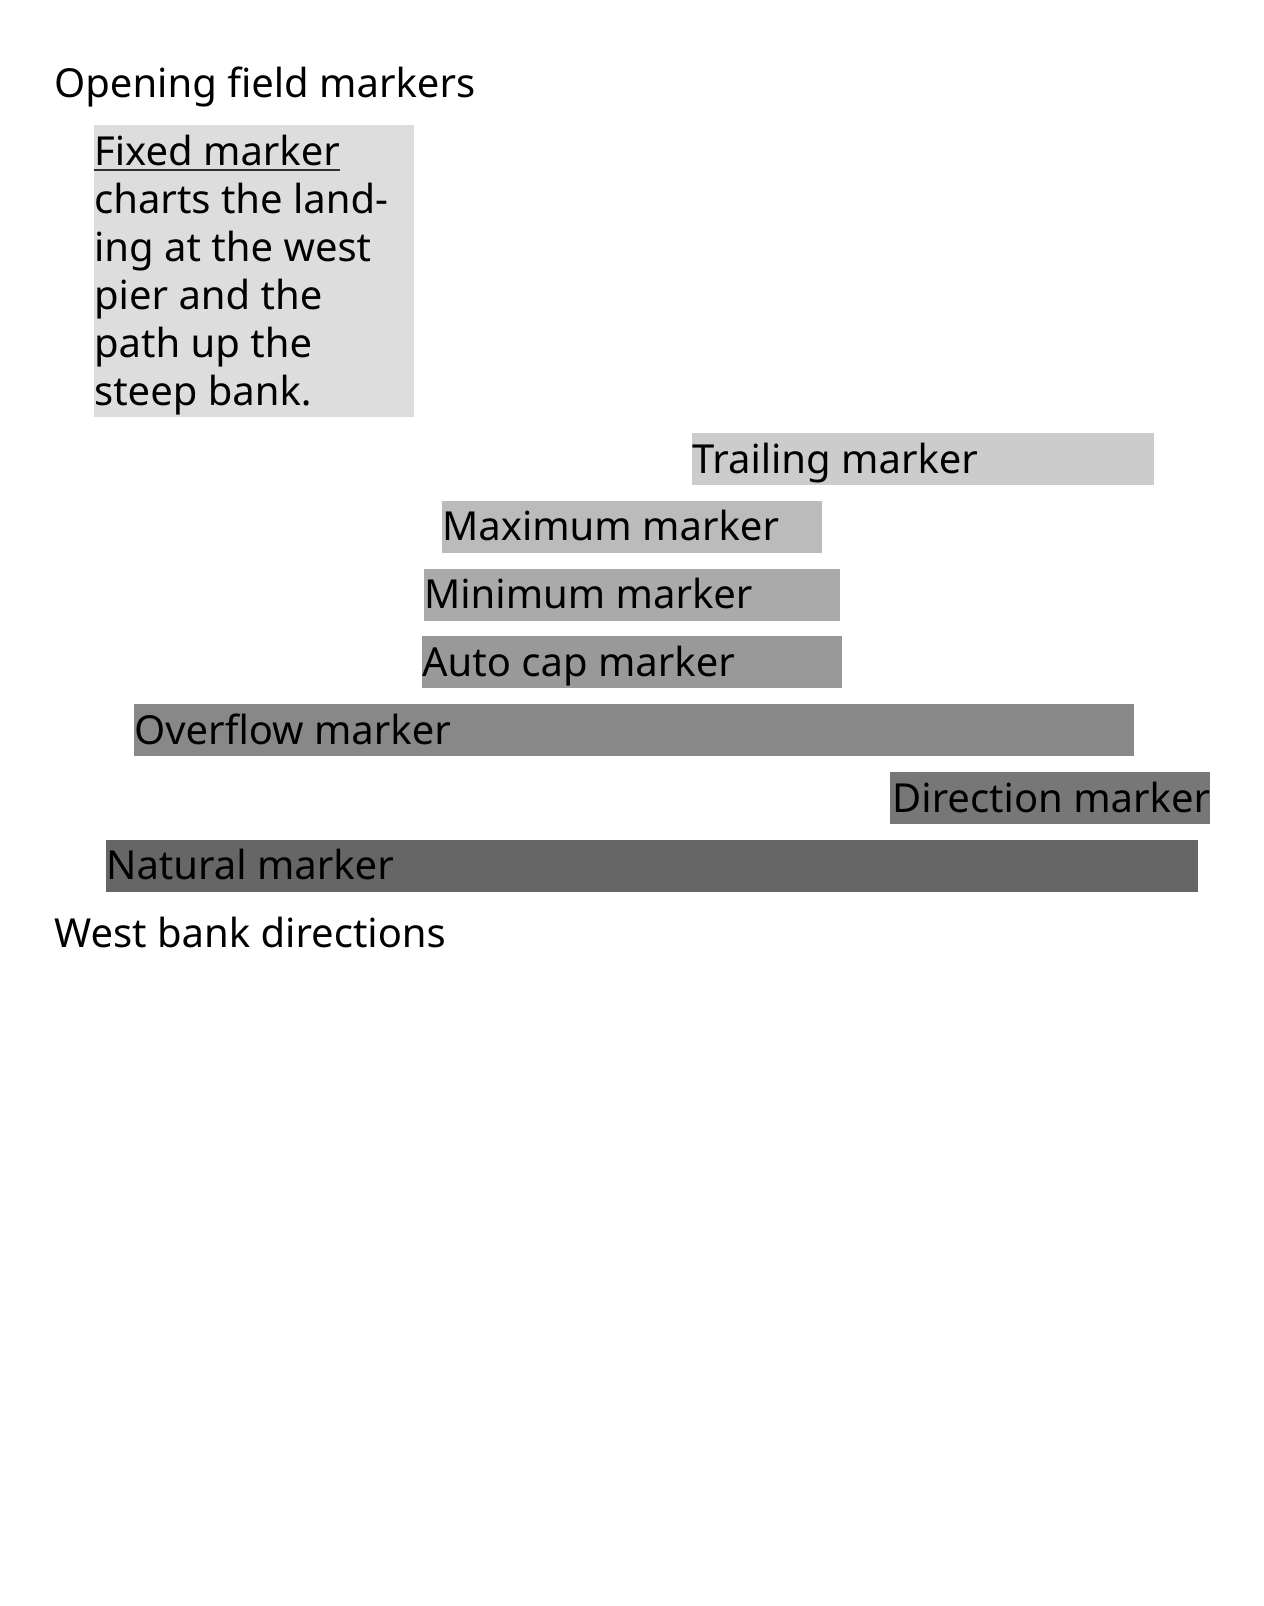 Opening field markers
Fixed marker
charts the land-
ing at the west
pier and the
path up the
steep bank.
Trailing marker
Maximum marker
Minimum marker
Auto cap marker
Overflow marker
Direction marker
Natural marker
West bank directions